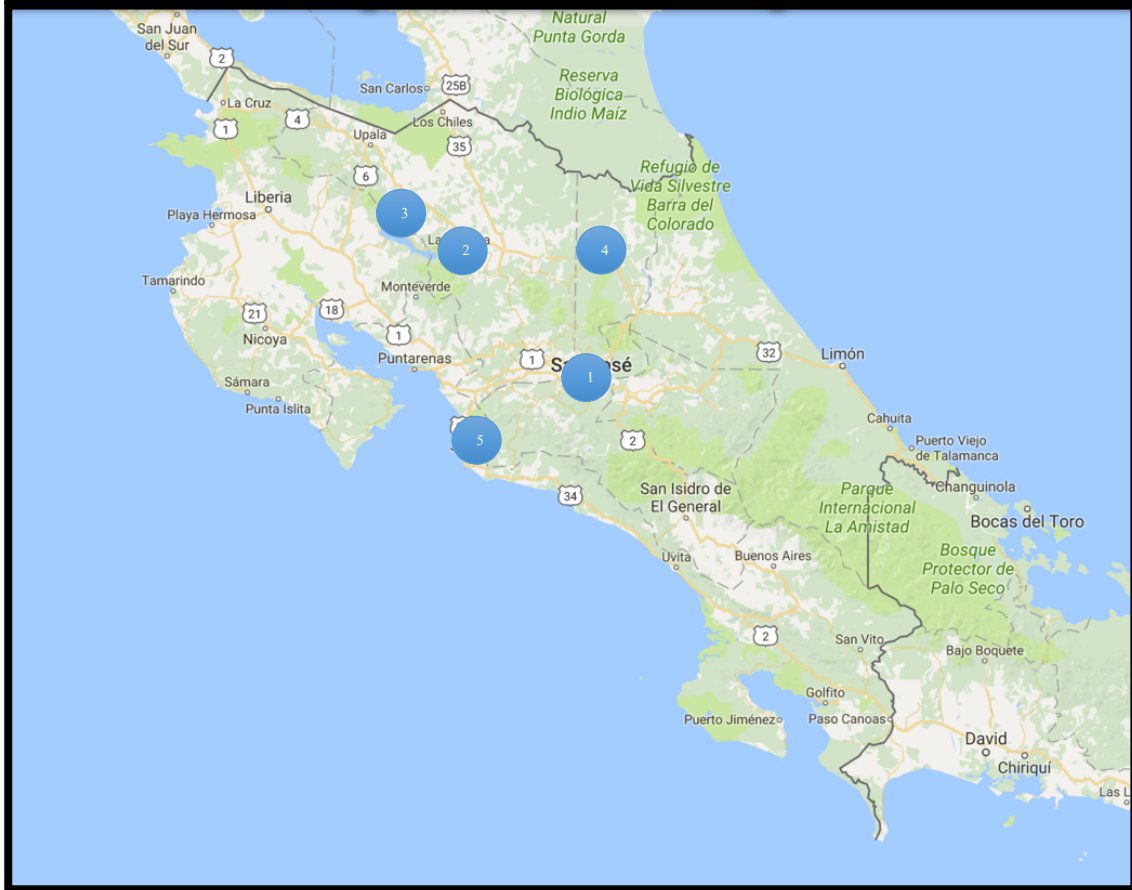 Natural
Punta Gorda
San Juan
del Sur
2
Reserva
Biológica
Indio Maíz
San Carlos
25B
La Cruz
4
1
Los Chiles
Upala
35
6
Refugio de
Vida Silvestre
Barra del
Colorado
Liberia
Playa Hermosa
3
2
4
Tamarindo
Monteverde
21
18
Nicoya
1
Puntarenas
1
32
Limón
1
Sámara
Punta Islita
Cahuita
5
2
Puerto Viejo
de Talamanca
34
San Isidro de
El General
Parque
Internacional
La Amistad
Changuinola
Bocas del Toro
Uvita
Buenos Aires
Bosque
Protector de
Palo Seco
2
San Vito
Bajo Boquete
Golfito
Puerto Jiménez
Paso Canoas
David
Chiriquí
Las L